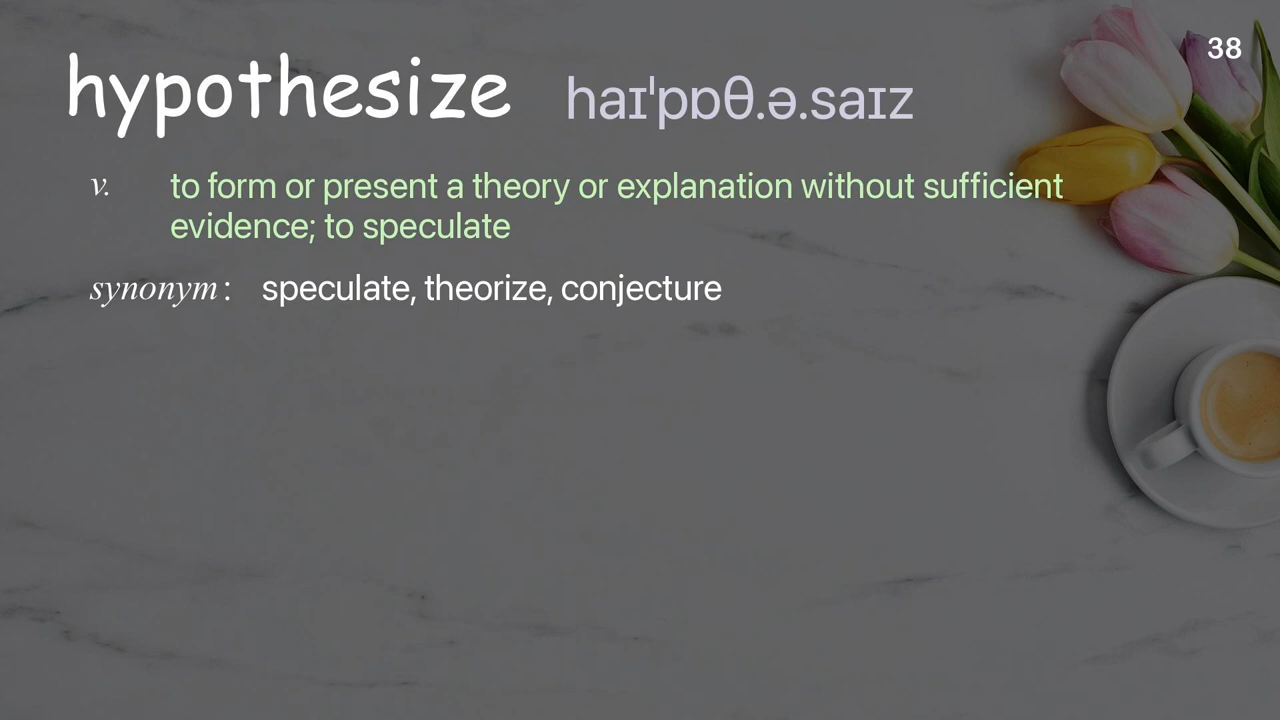 38
hypothesize haɪˈpɒθ.ə.saɪz
v. to form or present a theory or explanation without sufficient
evidence; to speculate
synonym: speculate, theorize, conjecture